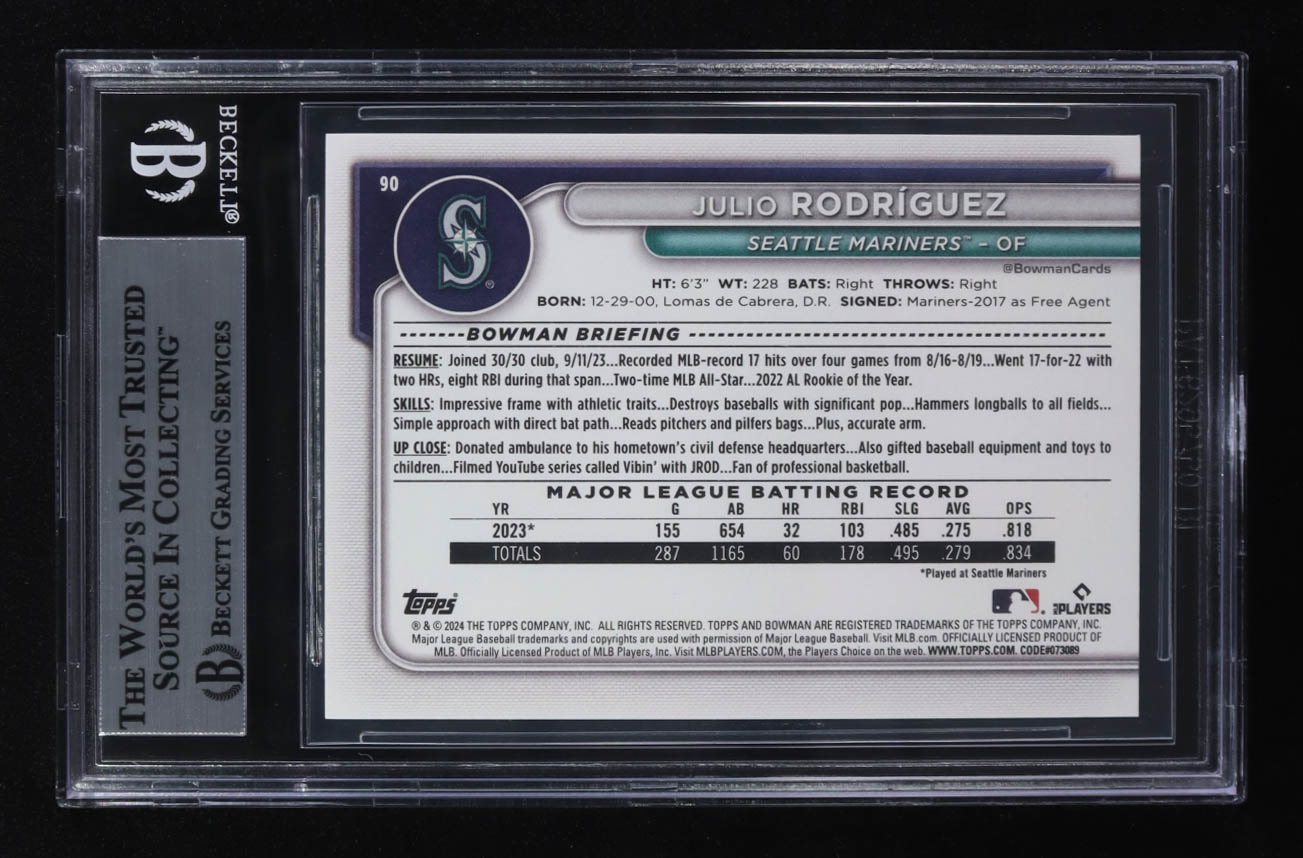 BECKETT®
B
THE WORLD'S MOST TRUSTED
SOURCE IN COLLECTING™
B BECKETT GRADING SERVICES
90
S®
JULIO RODRÍGUEZ
SEATTLE MARINERS™ – OF
@BowmanCards
HT: 6'3" WT: 228 BATS: Right THROWS: Right
BORN: 12-29-00, Lomas de Cabrera, D.R. SIGNED: Mariners-2017 as Free Agent
BOWMAN BRIEFING
RESUME: Joined 30/30 club, 9/11/23...Recorded MLB-record 17 hits over four games from 8/16-8/19...Went 17-for-22 with
two HRs, eight RBI during that span...Two-time MLB All-Star...2022 AL Rookie of the Year.
SKILLS: Impressive frame with athletic traits...Destroys baseballs with significant pop...Hammers longballs to all fields...
Simple approach with direct bat path...Reads pitchers and pilfers bags...Plus, accurate arm.
UP CLOSE: Donated ambulance to his hometown's civil defense headquarters...Also gifted baseball equipment and toys to
children...Filmed YouTube series called Vibin' with JROD...Fan of professional basketball.
MAJOR LEAGUE BATTING RECORD
YR G AB HR RBI SLG AVG OPS
2023* 155 654 32 103 .485 .275 .818
TOTALS 287 1165 60 178 .495 .279 .834
*Played at Seattle Mariners
Topps
PLAYERS
® & © 2024 THE TOPPS COMPANY, INC. ALL RIGHTS RESERVED. TOPPS AND BOWMAN ARE REGISTERED TRADEMARKS OF THE TOPPS COMPANY, INC.
Major League Baseball trademarks and copyrights are used with permission of Major League Baseball. Visit MLB.com. OFFICIALLY LICENSED PRODUCT OF
MLB. Officially Licensed Product of MLB Players, Inc. Visit MLBPLAYERS.COM, the Players Choice on the web. WWW.TOPPS.COM. CODE#073089